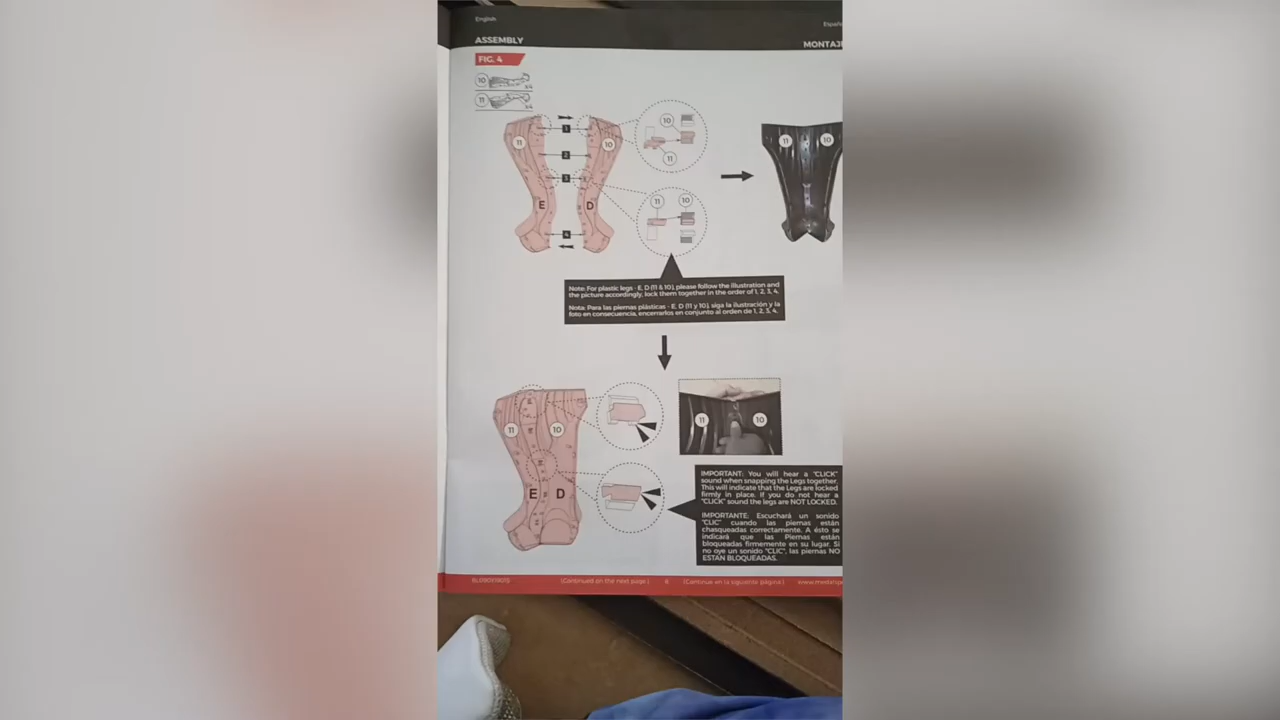 English
Españ
ASSEMBLY
MONTAJ
FIG. 4
10 x4
11 x4
1
2
3
4
11
10
E
D
10
11
11
10
11
10
Note: For plastic legs - E, D (11 & 10), please follow the illustration and
the picture accordingly, lock them together in the order of 1, 2, 3, 4.
Nota: Para las piernas plásticas - E, D (11 y 10), siga la ilustración y la
foto en consecuencia, encerrarlos en conjunto al orden de 1, 2, 3, 4.
11
10
E
D
11
10
IMPORTANT: You will hear a "CLICK"
sound when snapping the Legs together.
This will indicate that the Legs are locked
firmly in place. If you do not hear a
"CLICK" sound the legs are NOT LOCKED.
IMPORTANTE: Escuchará un sonido
"CLIC" cuando las piernas están
chasqueadas correctamente. A ésto se
indicará que las Piernas están
bloqueadas firmemente en su lugar. Si
no oye un sonido "CLIC", las piernas NO
ESTÁN BLOQUEADAS.
(Continued on the next page.)
6
(Continúe en la siguiente página.)